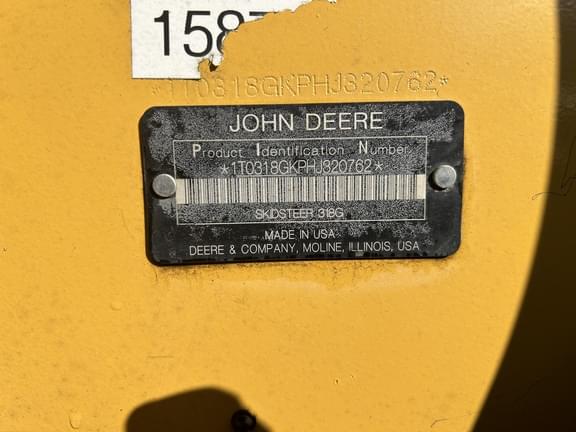 158
*1T0318GKPHJ320762*
JOHN DEERE
Product Identification Number
*1T0318GKPHJ320762*
SKIDSTEER 318G
MADE IN USA
DEERE & COMPANY, MOLINE, ILLINOIS, USA